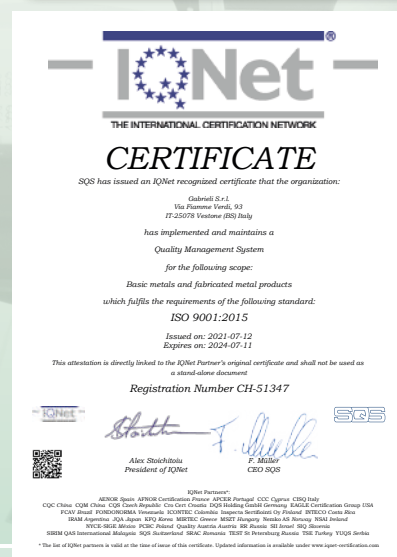 ®
IQNet
THE INTERNATIONAL CERTIFICATION NETWORK
CERTIFICATE
SQS has issued an IQNet recognized certificate that the organization:
Gabrieli S.r.l.
Via Fiamme Verdi, 93
IT-25078 Vestone (BS) Italy
has implemented and maintains a
Quality Management System
for the following scope:
Basic metals and fabricated metal products
which fulfils the requirements of the following standard:
ISO 9001:2015
Issued on: 2021-07-12
Expires on: 2024-07-11
This attestation is directly linked to the IQNet Partner's original certificate and shall not be used as
a stand-alone document
Registration Number CH-51347
IQNet
SQS
Alex Stoichitoiu
President of IQNet
F. Müller
CEO SQS
IQNet Partners*:
AENOR Spain AFNOR Certification France APCER Portugal CCC Cyprus CISQ Italy
CQC China CQM China CQS Czech Republic Cro Cert Croatia DQS Holding GmbH Germany EAGLE Certification Group USA
FCAV Brazil FONDONORMA Venezuela ICONTEC Colombia Inspecta Sertifiointi Oy Finland INTECO Costa Rica
IRAM Argentina JQA Japan KFQ Korea MIRTEC Greece MSZT Hungary Nemko AS Norway NSAI Ireland
NYCE-SIGE México PCBC Poland Quality Austria Austria RR Russia SII Israel SIQ Slovenia
SIRIM QAS International Malaysia SQS Switzerland SRAC Romania TEST St Petersburg Russia TSE Turkey YUQS Serbia
* The list of IQNet partners is valid at the time of issue of this certificate. Updated information is available under www.iqnet-certification.com